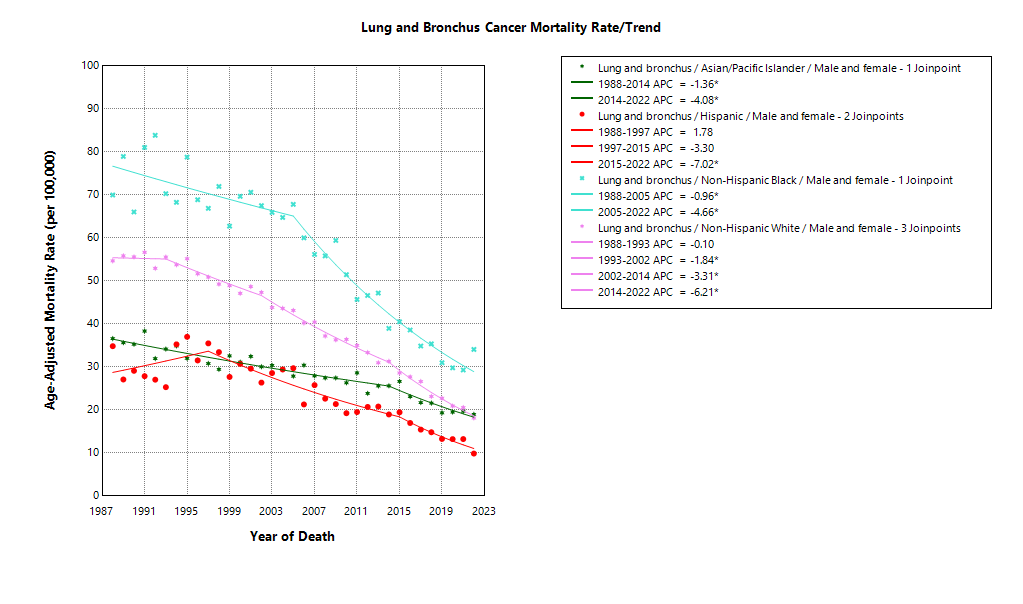 Lung and Bronchus Cancer Mortality Rate/Trend
Lung and bronchus / Asian/Pacific Islander / Male and female - 1 Joinpoint
1988-2014 APC = -1.36*
2014-2022 APC = -4.08*
Lung and bronchus / Hispanic / Male and female - 2 Joinpoints
1988-1997 APC = 1.78
1997-2015 APC = -3.30
2015-2022 APC = -7.02*
Lung and bronchus / Non-Hispanic Black / Male and female - 1 Joinpoint
1988-2005 APC = -0.96*
2005-2022 APC = -4.66*
Lung and bronchus / Non-Hispanic White / Male and female - 3 Joinpoints
1988-1993 APC = -0.10
1993-2002 APC = -1.84*
2002-2014 APC = -3.31*
2014-2022 APC = -6.21*
Age-Adjusted Mortality Rate (per 100,000)
100
90
80
70
60
50
40
30
20
10
0
1987 1991 1995 1999 2003 2007 2011 2015 2019 2023
Year of Death